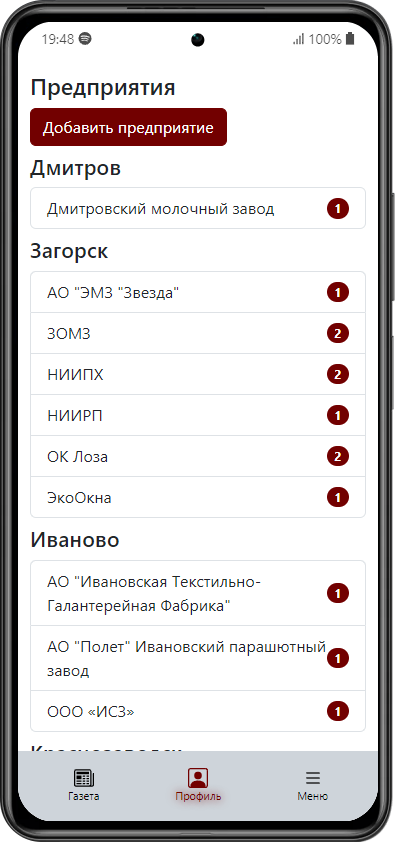 19:48 100%
Предприятия
Добавить предприятие
Дмитров
Дмитровский молочный завод 1
Загорск
АО "ЭМЗ "Звезда" 1
ЗОМЗ 2
НИИПХ 2
НИИРП 1
ОК Лоза 2
ЭкоОкна 1
Иваново
АО "Ивановская Текстильно-
Галантерейная Фабрика" 1
АО "Полет" Ивановский парашютный
завод 1
ООО «ИСЗ» 1
Газета Профиль Меню